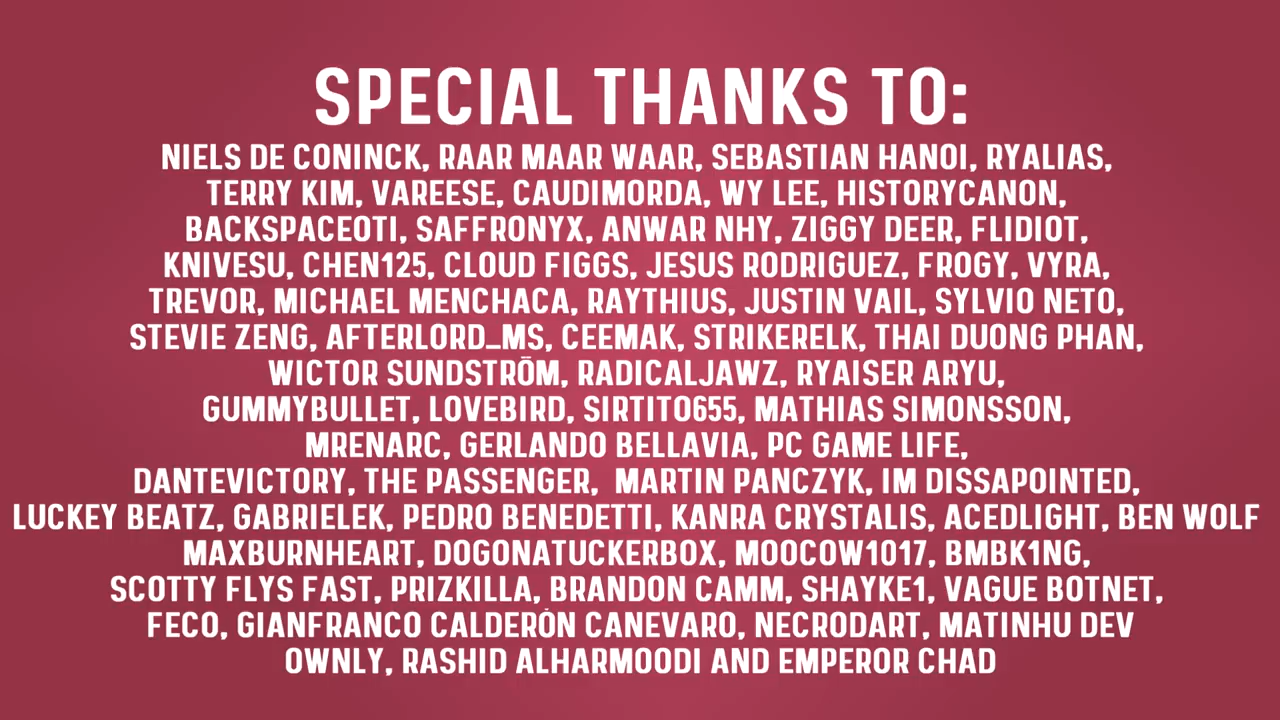 SPECIAL THANKS TO:
NIELS DE CONINCK, RAAR MAAR WAAR, SEBASTIAN HANOI, RYALIAS,
TERRY KIM, VAREESE, CAUDIMORDA, WY LEE, HISTORYCANON,
BACKSPACEOTI, SAFFRONYX, ANWAR NHY, ZIGGY DEER, FLIDIOT,
KNIVESU, CHEN125, CLOUD FIGGS, JESUS RODRIGUEZ, FROGY, VYRA,
TREVOR, MICHAEL MENCHACA, RAYTHIUS, JUSTIN VAIL, SYLVIO NETO,
STEVIE ZENG, AFTERLORD_MS, CEEMAK, STRIKERELK, THAI DUONG PHAN,
WICTOR SUNDSTRÖM, RADICALJAWZ, RYAISER ARYU,
GUMMYBULLET, LOVEBIRD, SIRTITO655, MATHIAS SIMONSSON,
MRENARC, GERLANDO BELLAVIA, PC GAME LIFE,
DANTEVICTORY, THE PASSENGER, MARTIN PANCZYK, IM DISSAPOINTED,
LUCKEY BEATZ, GABRIELEK, PEDRO BENEDETTI, KANRA CRYSTALIS, ACEDLIGHT, BEN WOLF
MAXBURNHEART, DOGONATUCKERBOX, MOOCOW1017, BMBK1NG,
SCOTTY FLYS FAST, PRIZKILLA, BRANDON CAMM, SHAYKE1, VAGUE BOTNET,
FECO, GIANFRANCO CALDERÓN CANEVARO, NECRODART, MATINHU DEV
OWNLY, RASHID ALHARMOODI AND EMPEROR CHAD